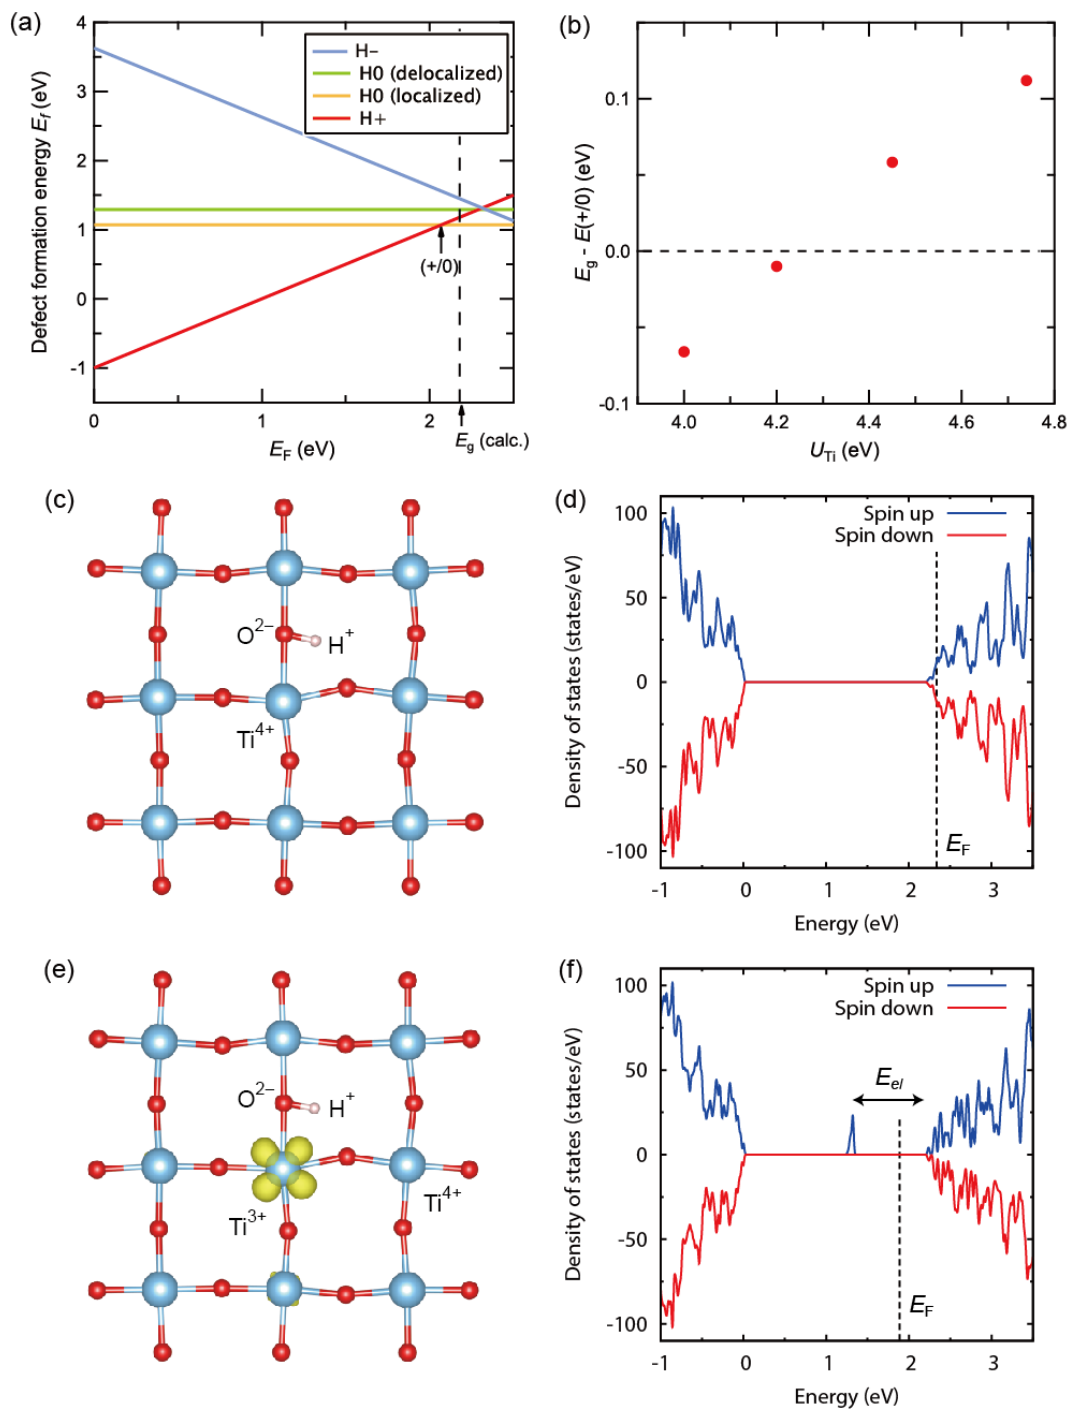 (a)
4
3
2
1
0
-1
Defect formation energy Ef (eV)
H−
H0 (delocalized)
H0 (localized)
H+
(+/0)
0
1
2
EF (eV)
Eg (calc.)
(b)
0.1
0.0
-0.1
Eg - E(+/0) (eV)
4.0
4.2
4.4
4.6
4.8
UTi (eV)
(c)
O2−
H+
Ti4+
(d)
100
50
0
-50
-100
Density of states (states/eV)
Spin up
Spin down
EF
-1
0
1
2
3
Energy (eV)
(e)
O2−
H+
Ti3+
Ti4+
(f)
100
50
0
-50
-100
Density of states (states/eV)
Spin up
Spin down
Eel
EF
-1
0
1
2
3
Energy (eV)